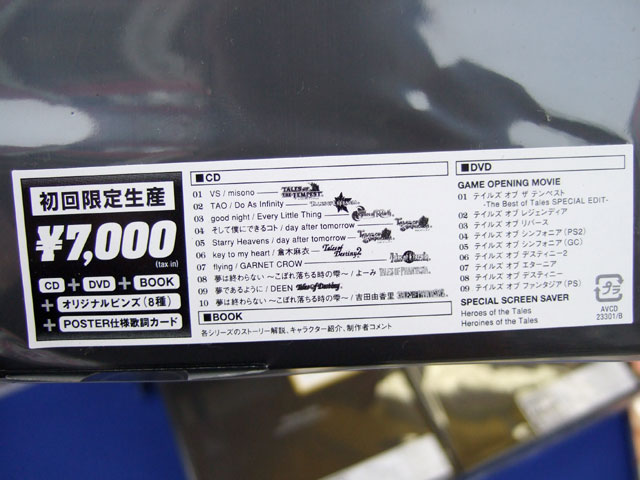 初回限定生産
¥7,000
(tax in)
CD + DVD + BOOK
+ オリジナルピンズ(8種)
+ POSTER仕様歌詞カード
■CD
01 VS / misono TALES OF THE TEMPEST
02 TAO / Do As Infinity
03 good night / Every Little Thing
04 そして僕にできるコト / day after tomorrow
05 Starry Heavens / day after tomorrow
06 key to my heart / 倉木麻衣 Tales of Destiny2
07 flying / GARNET CROW
08 夢は終わらない ~こぼれ落ちる時の雫~ / よーみ TALES OF PHANTASIA
09 夢であるように / DEEN Tales of Destiny
10 夢は終わらない ~こぼれ落ちる時の雫~ / 吉田由香里
■BOOK
各シリーズのストーリー解説、キャラクター紹介、制作者コメント
■DVD
GAME OPENING MOVIE
01 テイルズ オブ ザ テンペスト
-The Best of Tales SPECIAL EDIT-
02 テイルズ オブ レジェンディア
03 テイルズ オブ リバース
04 テイルズ オブ シンフォニア(PS2)
05 テイルズ オブ シンフォニア(GC)
06 テイルズ オブ デスティニー2
07 テイルズ オブ エターニア
08 テイルズ オブ デスティニー
09 テイルズ オブ ファンタジア(PS)
SPECIAL SCREEN SAVER
Heroes of the Tales
Heroines of the Tales
プラ
AVCD
23301/B